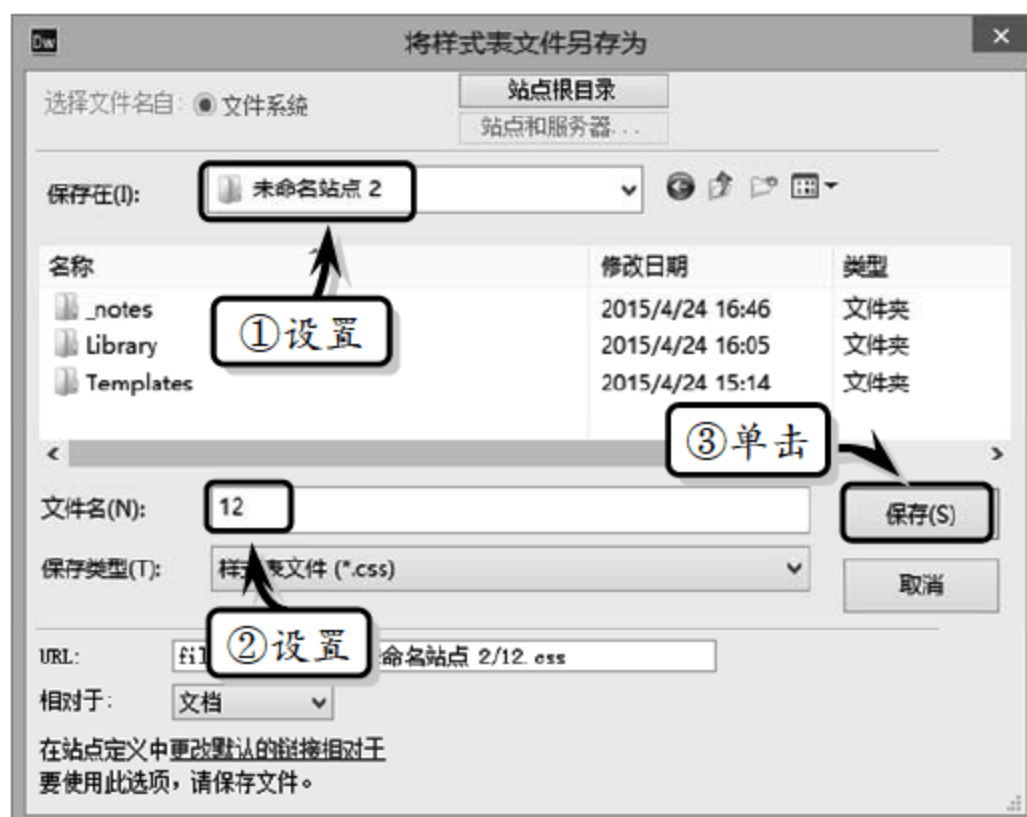 Dw 将样式表文件另存为 ×
选择文件名自: 文件系统 站点根目录
站点和服务器...
保存在(I): 未命名站点 2
名称 修改日期 类型
_notes 2015/4/24 16:46 文件夹
①设置
Library 2015/4/24 16:05 文件夹
Templates 2015/4/24 15:14 文件夹
③单击
文件名(N): 12 保存(S)
保存类型(T): 样式表文件 (*.css) 取消
②设置
URL: fil 命名站点 2/12.css
相对于: 文档
在站点定义中更改默认的链接相对于
要使用此选项，请保存文件。